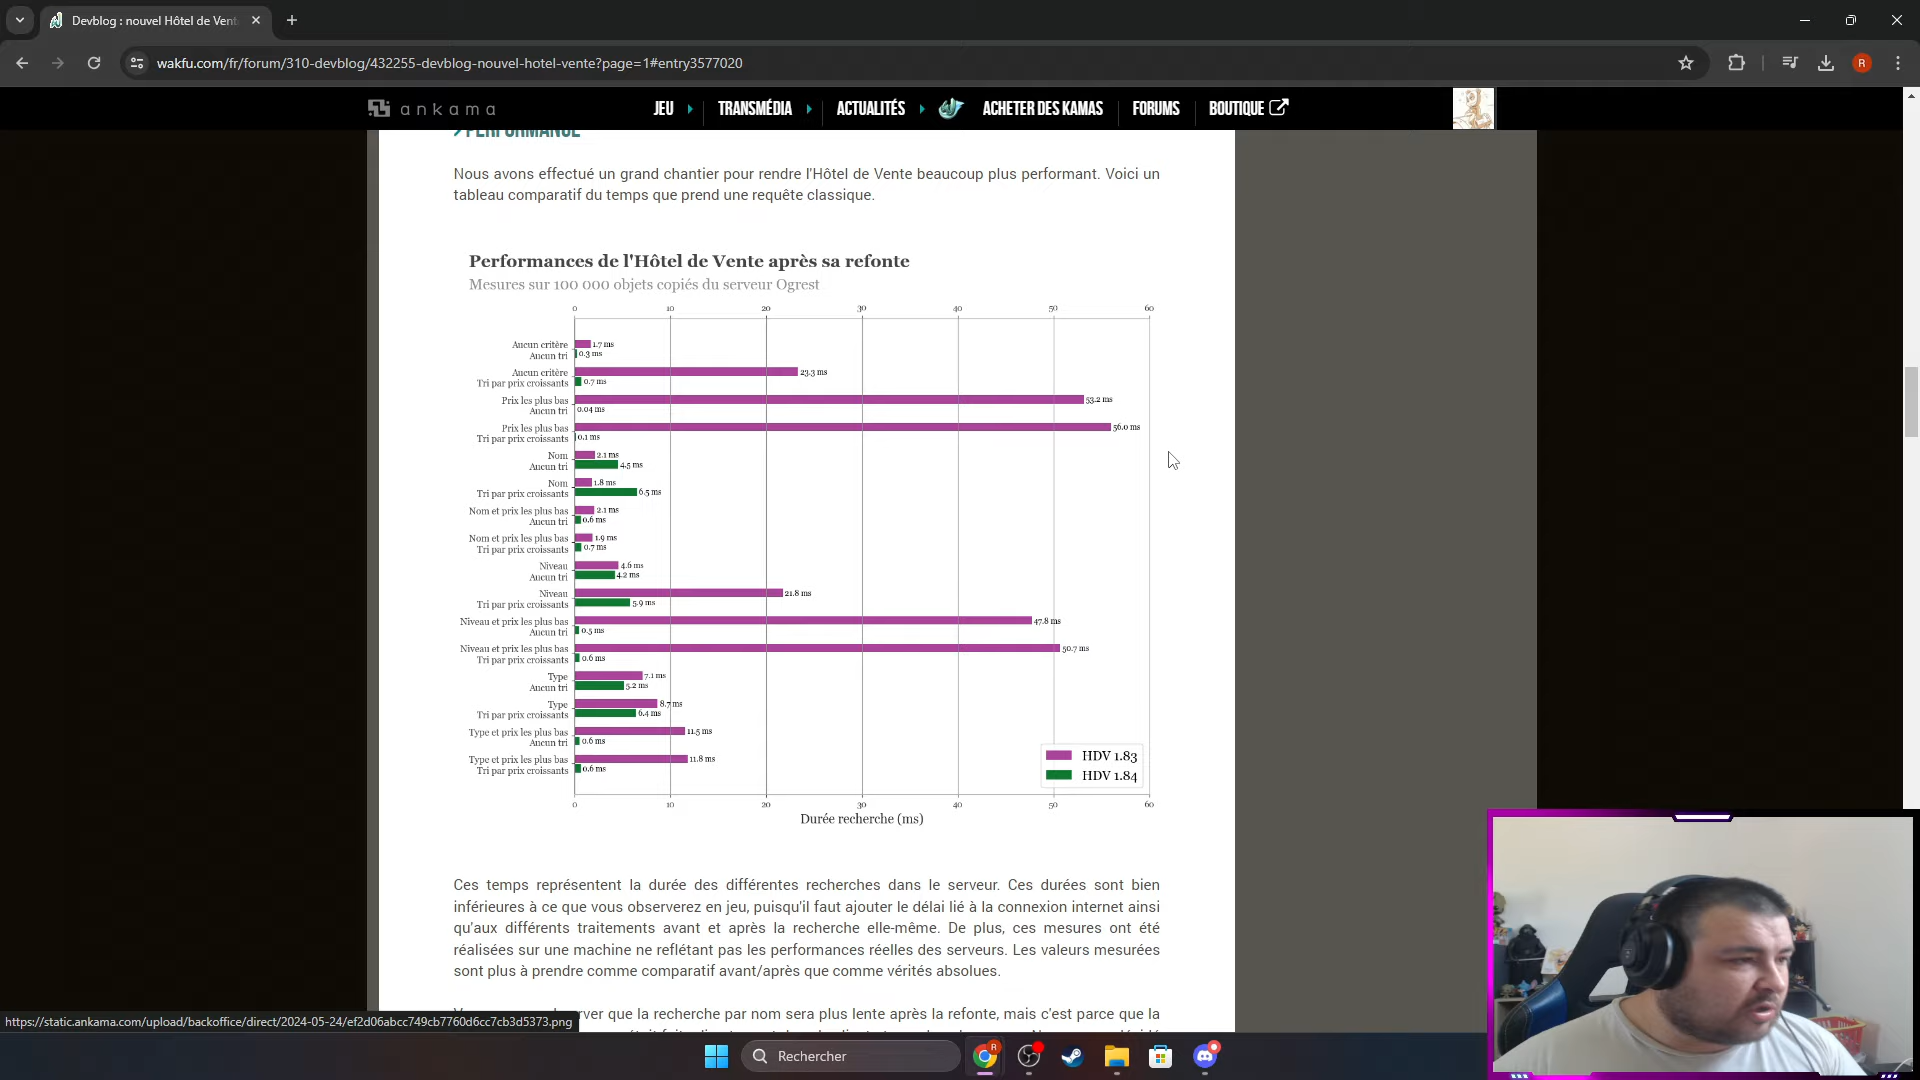 Devblog : nouvel Hôtel de Vent
wakfu.com/fr/forum/310-devblog/432255-devblog-nouvel-hotel-vente?page=1#entry3577020
R
ankama
JEU
TRANSMÉDIA
ACTUALITÉS
ACHETER DES KAMAS
FORUMS
BOUTIQUE
PERFORMANCE
Nous avons effectué un grand chantier pour rendre l'Hôtel de Vente beaucoup plus performant. Voici un
tableau comparatif du temps que prend une requête classique.
Performances de l'Hôtel de Vente après sa refonte
Mesures sur 100 000 objets copiés du serveur Ogrest
0 10 20 30 40 50 60
Aucun critère 1.7 ms
Aucun tri 0.3 ms
Aucun critère 23.3 ms
Tri par prix croissants 0.7 ms
Prix les plus bas 53.2 ms
Aucun tri 0.04 ms
Prix les plus bas 56.0 ms
Tri par prix croissants 0.1 ms
Nom 2.1 ms
Aucun tri 4.5 ms
Nom 1.8 ms
Tri par prix croissants 6.5 ms
Nom et prix les plus bas 2.1 ms
Aucun tri 0.6 ms
Nom et prix les plus bas 1.9 ms
Tri par prix croissants 0.7 ms
Niveau 4.6 ms
Aucun tri 4.2 ms
Niveau 21.8 ms
Tri par prix croissants 5.9 ms
Niveau et prix les plus bas 47.8 ms
Aucun tri 0.5 ms
Niveau et prix les plus bas 50.7 ms
Tri par prix croissants 0.6 ms
Type 7.1 ms
Aucun tri 5.2 ms
Type 8.7 ms
Tri par prix croissants 6.4 ms
Type et prix les plus bas 11.5 ms
Aucun tri 0.6 ms
Type et prix les plus bas 11.8 ms
Tri par prix croissants 0.6 ms
HDV 1.83
HDV 1.84
0 10 20 30 40 50 60
Durée recherche (ms)
Ces temps représentent la durée des différentes recherches dans le serveur. Ces durées sont bien
inférieures à ce que vous observerez en jeu, puisqu'il faut ajouter le délai lié à la connexion internet ainsi
qu'aux différents traitements avant et après la recherche elle-même. De plus, ces mesures ont été
réalisées sur une machine ne reflétant pas les performances réelles des serveurs. Les valeurs mesurées
sont plus à prendre comme comparatif avant/après que comme vérités absolues.
rver que la recherche par nom sera plus lente après la refonte, mais c'est parce que la
https://static.ankama.com/upload/backoffice/direct/2024-05-24/ef2d06abcc749cb7760d6cc7cb3d5373.png
Rechercher
R